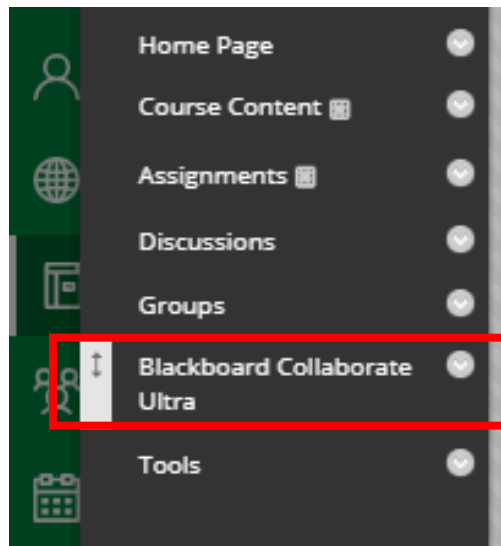 Home Page
Course Content
Assignments
Discussions
Groups
Blackboard Collaborate
Ultra
Tools